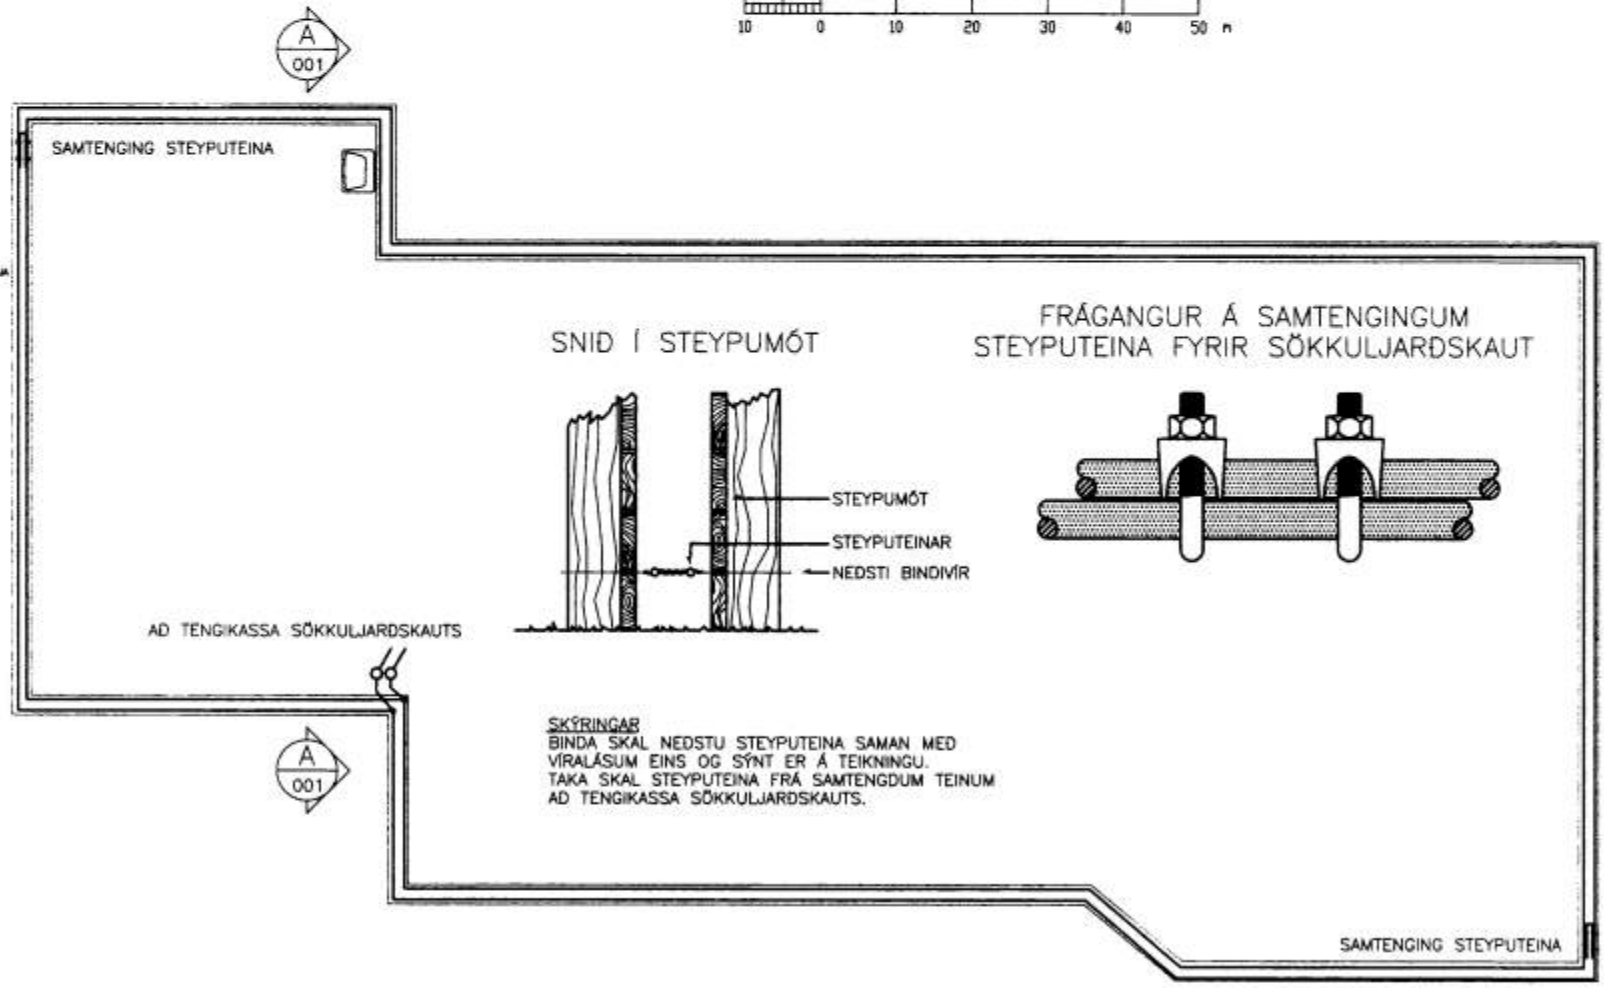 10 0 10 20 30 40 50 m
A
001
SAMTENGING STEYPUTEINA
SNIÐ Í STEYPUMÓT
FRÁGANGUR Á SAMTENGINGUM
STEYPUTEINA FYRIR SÖKKULJARÐSKAUT
STEYPUMÓT
STEYPUTEINAR
NEÐSTI BINDIVÍR
AÐ TENGIKASSA SÖKKULJARÐSKAUTS
A
001
SKÝRINGAR
BINDA SKAL NEÐSTU STEYPUTEINA SAMAN MEÐ
VÍRALÁSUM EINS OG SÝNT ER Á TEIKNINGU.
TAKA SKAL STEYPUTEINA FRÁ SAMTENGDUM TEINUM
AÐ TENGIKASSA SÖKKULJARÐSKAUTS.
SAMTENGING STEYPUTEINA